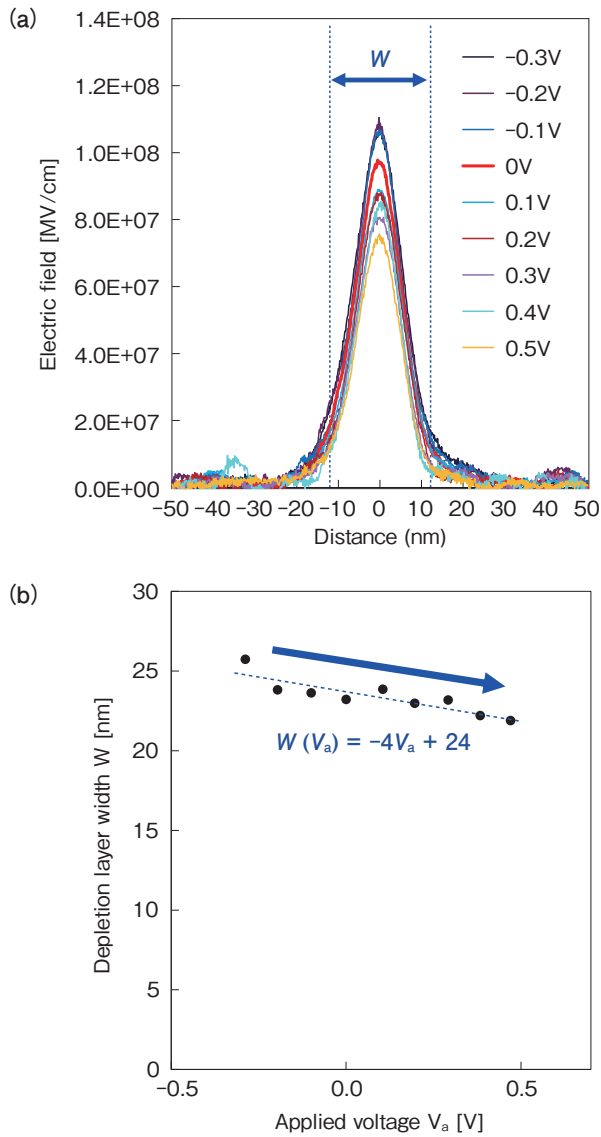 (a)
1.4E+08
1.2E+08
1.0E+08
8.0E+07
6.0E+07
4.0E+07
2.0E+07
0.0E+00
Electric field [MV/cm]
W
−0.3V
−0.2V
−0.1V
0V
0.1V
0.2V
0.3V
0.4V
0.5V
−50 −40 −30 −20 −10 0 10 20 30 40 50
Distance (nm)
(b)
30
25
20
15
10
5
0
Depletion layer width W [nm]
W (Vₐ) = −4Vₐ + 24
−0.5 0.0 0.5
Applied voltage Vₐ [V]